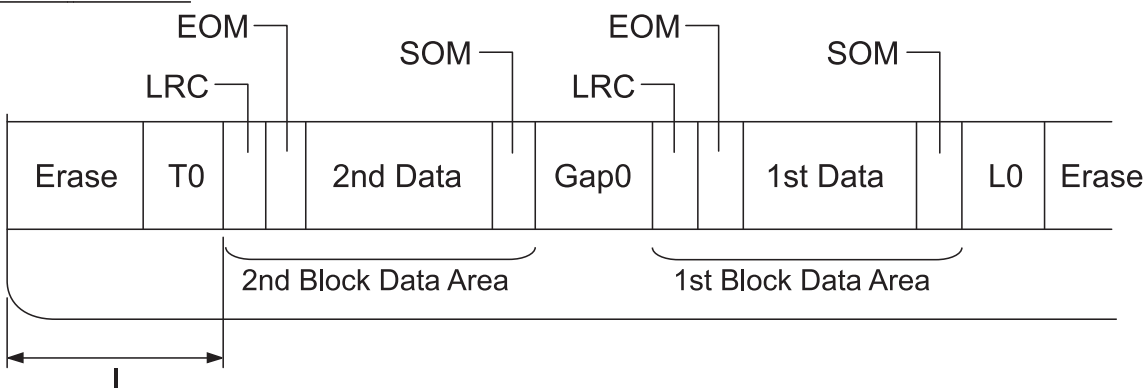 EOM
SOM
LRC
EOM
SOM
LRC
Erase
T0
2nd Data
Gap0
1st Data
L0
Erase
2nd Block Data Area
1st Block Data Area
L